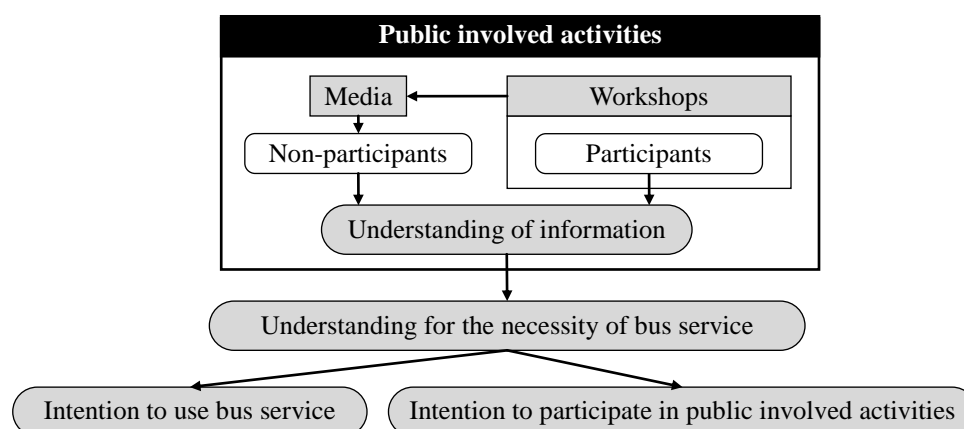 Public involved activities
Media
Workshops
Non-participants
Participants
Understanding of information
Understanding for the necessity of bus service
Intention to use bus service
Intention to participate in public involved activities